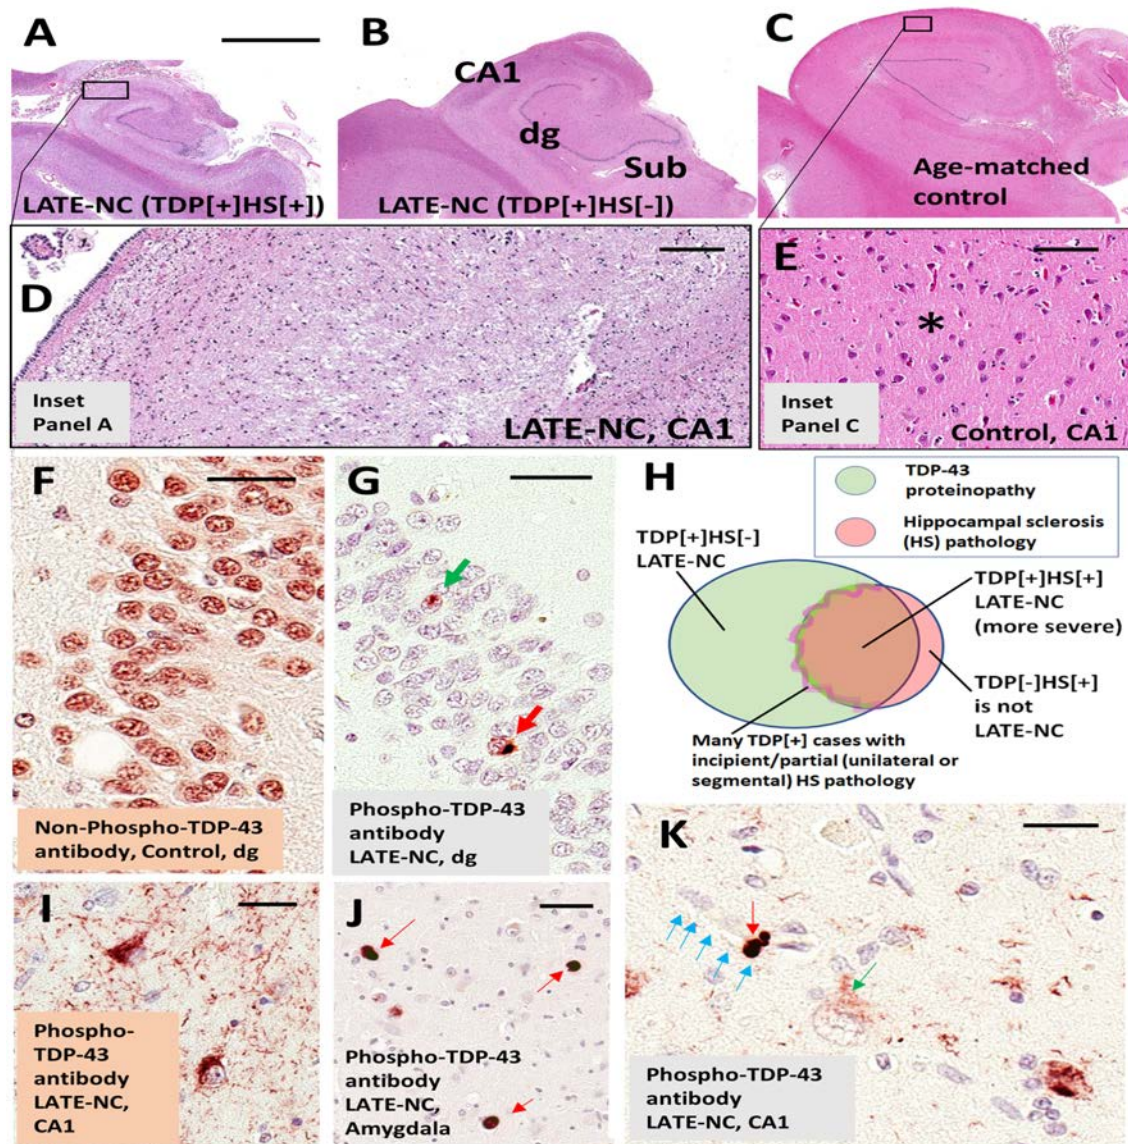 A
LATE-NC (TDP[+]HS[+])
B
CA1
dg
Sub
LATE-NC (TDP[+]HS[-])
C
Age-matched
control
D
Inset
Panel A
LATE-NC, CA1
E
*
Inset
Panel C
Control, CA1
F
Non-Phospho-TDP-43
antibody, Control, dg
G
Phospho-TDP-43
antibody
LATE-NC, dg
H
TDP-43
proteinopathy
Hippocampal sclerosis
(HS) pathology
TDP[+]HS[-]
LATE-NC
TDP[+]HS[+]
LATE-NC
(more severe)
TDP[-]HS[+]
is not
LATE-NC
Many TDP[+] cases with
incipient/partial (unilateral or
segmental) HS pathology
I
Phospho-
TDP-43
antibody
LATE-NC,
CA1
J
Phospho-TDP-43
antibody
LATE-NC,
Amygdala
K
Phospho-TDP-43
antibody
LATE-NC, CA1